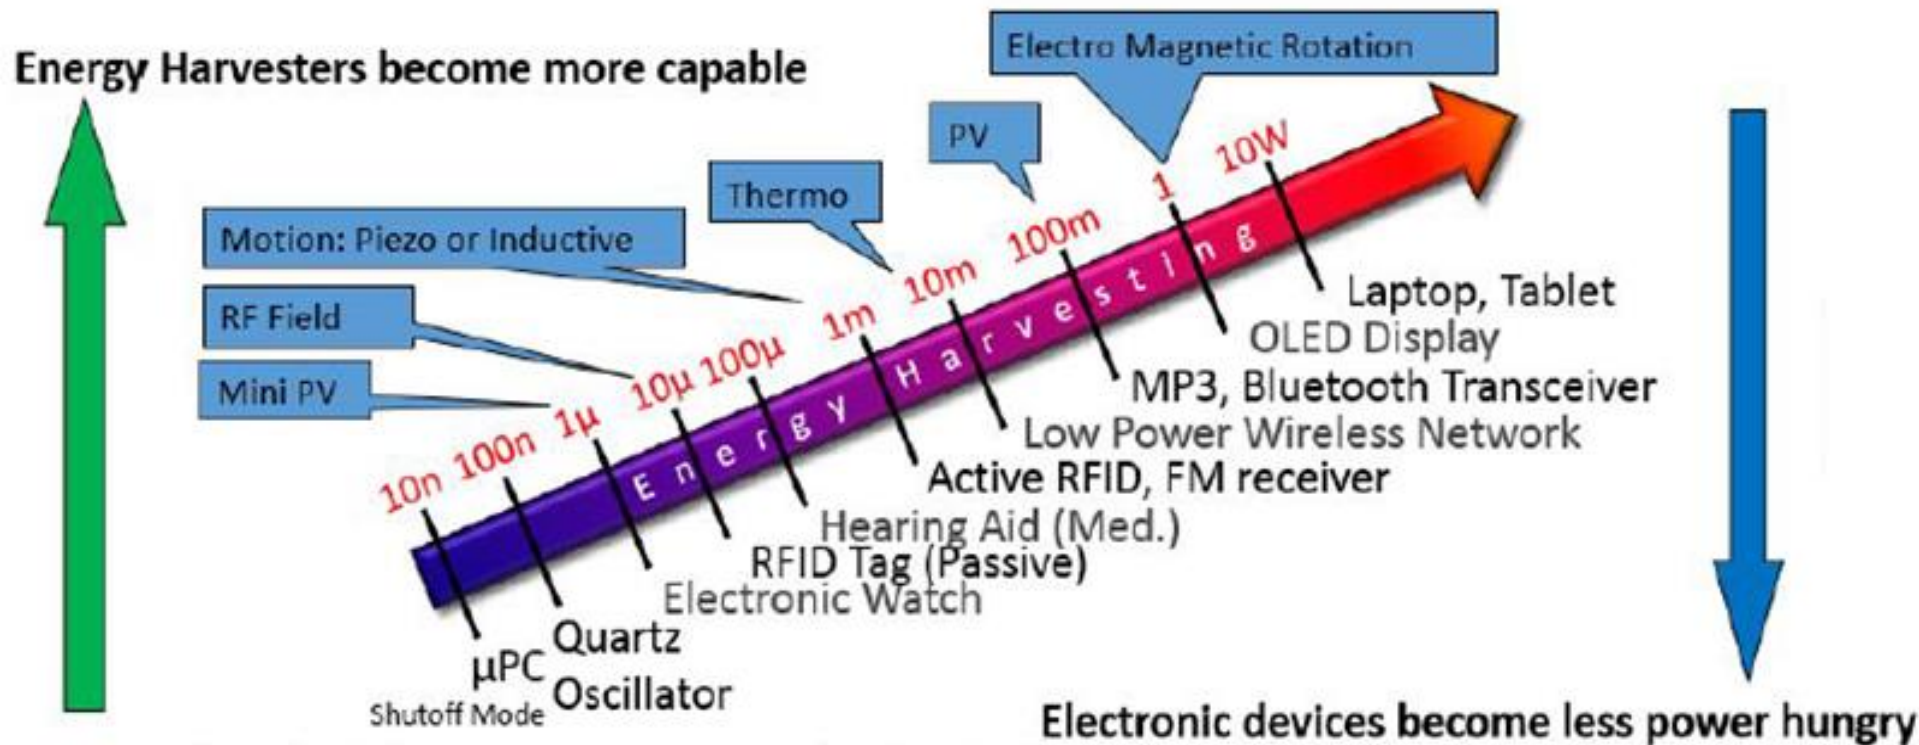 Electro Magnetic Rotation
Energy Harvesters become more capable
PV
Thermo
Motion: Piezo or Inductive
RF Field
Mini PV
10n 100n 1µ 10µ 100µ 1m 10m 100m 1 10W
Energy Harvesting
Laptop, Tablet
OLED Display
MP3, Bluetooth Transceiver
Low Power Wireless Network
Active RFID, FM receiver
Hearing Aid (Med.)
RFID Tag (Passive)
Electronic Watch
Quartz
Oscillator
µPC
Shutoff Mode
Electronic devices become less power hungry